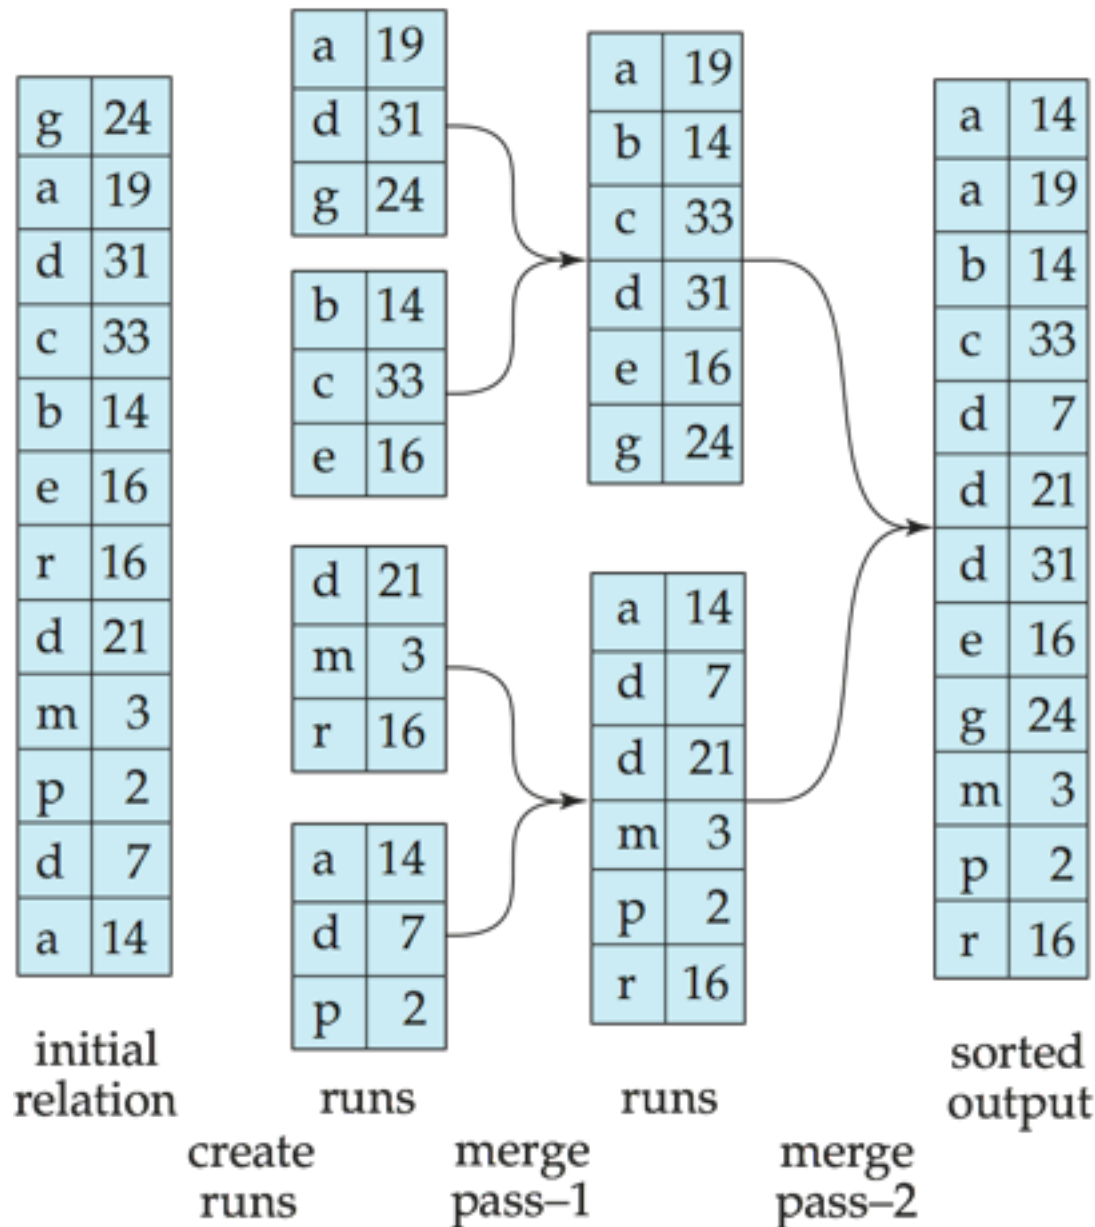 g 24
a 19
d 31
c 33
b 14
e 16
r 16
d 21
m 3
p 2
d 7
a 14
initial
relation
a 19
d 31
g 24
b 14
c 33
e 16
d 21
m 3
r 16
a 14
d 7
p 2
runs
a 19
b 14
c 33
d 31
e 16
g 24
a 14
d 7
d 21
m 3
p 2
r 16
runs
a 14
a 19
b 14
c 33
d 7
d 21
d 31
e 16
g 24
m 3
p 2
r 16
sorted
output
create
runs
merge
pass–1
merge
pass–2